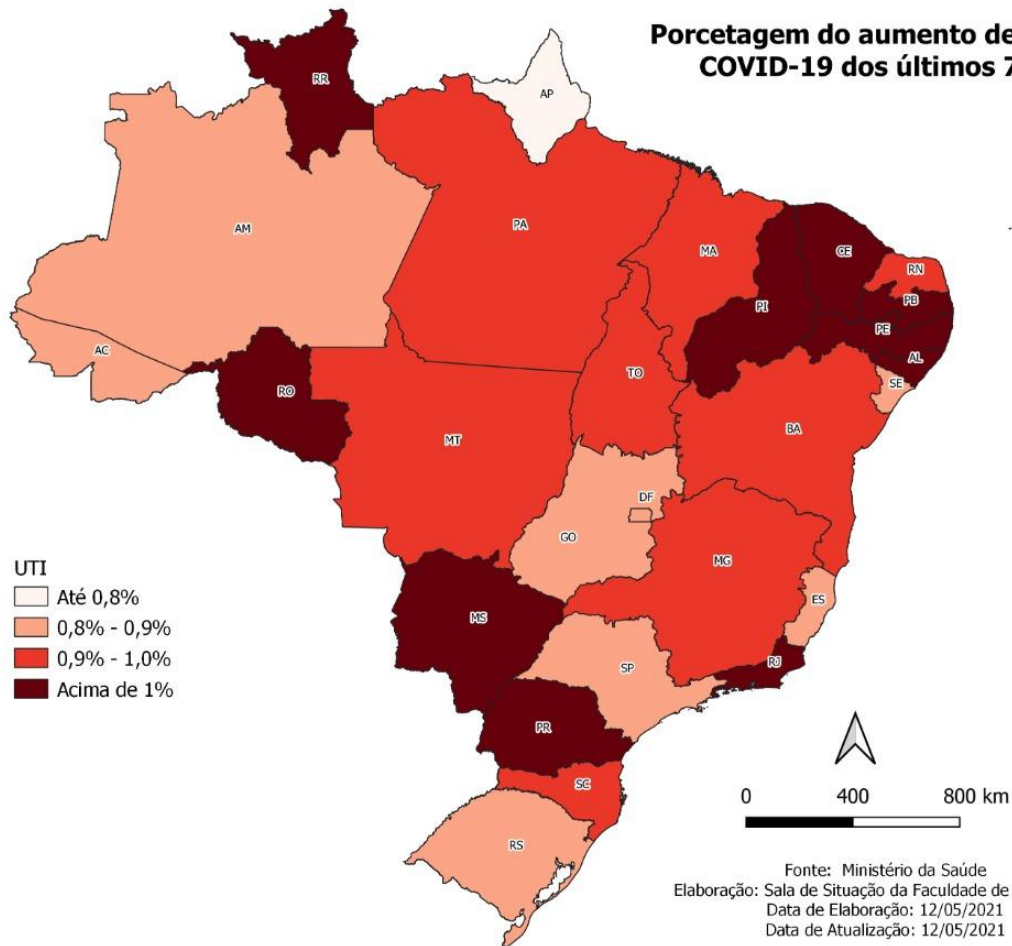 Porcetagem do aumento de
COVID-19 dos últimos 7
RR
AP
AM
PA
MA
CE
RN
PI
PB
PE
AL
AC
SE
RO
TO
BA
MT
DF
GO
MG
UTI
Até 0,8%
0,8% - 0,9%
0,9% - 1,0%
Acima de 1%
ES
MS
SP
RJ
PR
SC
RS
0 400 800 km
Fonte: Ministério da Saúde
Elaboração: Sala de Situação da Faculdade de
Data de Elaboração: 12/05/2021
Data de Atualização: 12/05/2021